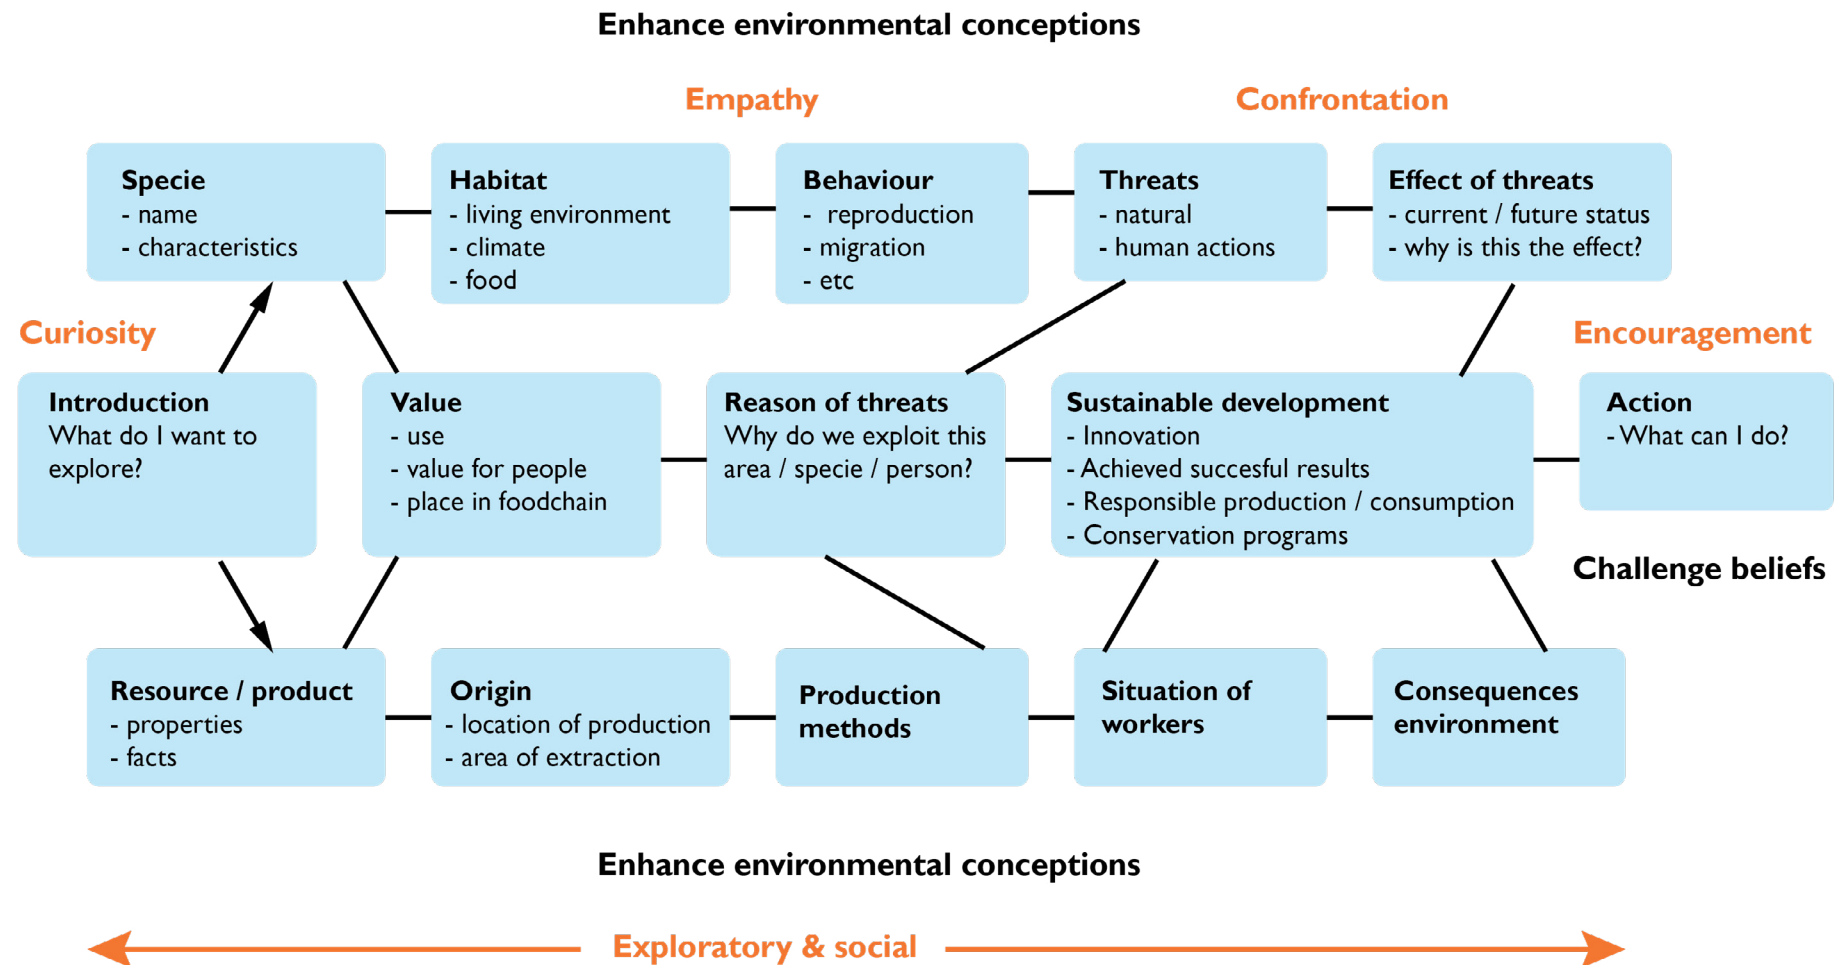 Enhance environmental conceptions
Empathy
Confrontation
Specie
- name
- characteristics
Habitat
- living environment
- climate
- food
Behaviour
- reproduction
- migration
- etc
Threats
- natural
- human actions
Effect of threats
- current / future status
- why is this the effect?
Curiosity
Encouragement
Introduction
What do I want to
explore?
Value
- use
- value for people
- place in foodchain
Reason of threats
Why do we exploit this
area / specie / person?
Sustainable development
- Innovation
- Achieved succesful results
- Responsible production / consumption
- Conservation programs
Action
- What can I do?
Challenge beliefs
Resource / product
- properties
- facts
Origin
- location of production
- area of extraction
Production
methods
Situation of
workers
Consequences
environment
Enhance environmental conceptions
Exploratory & social